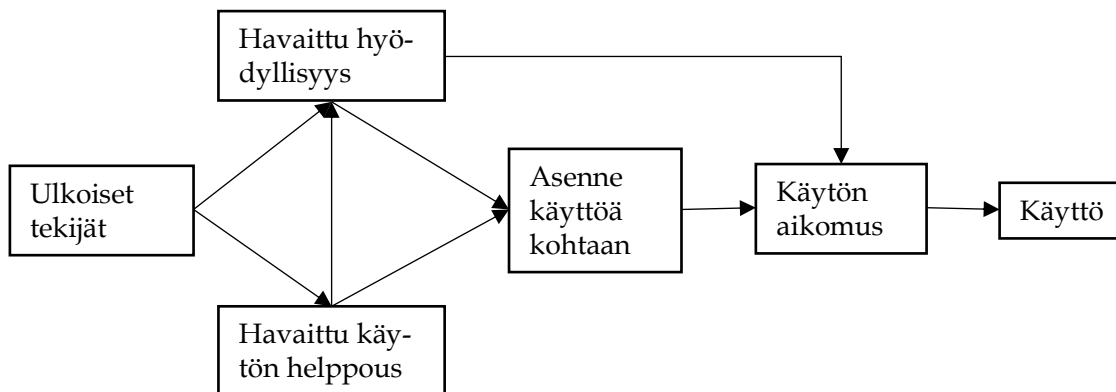 Havaittu hyö-
dyllisyys
Ulkoiset
tekijät
Asenne
käyttöä
kohtaan
Käytön
aikomus
Käyttö
Havaittu käy-
tön helppous